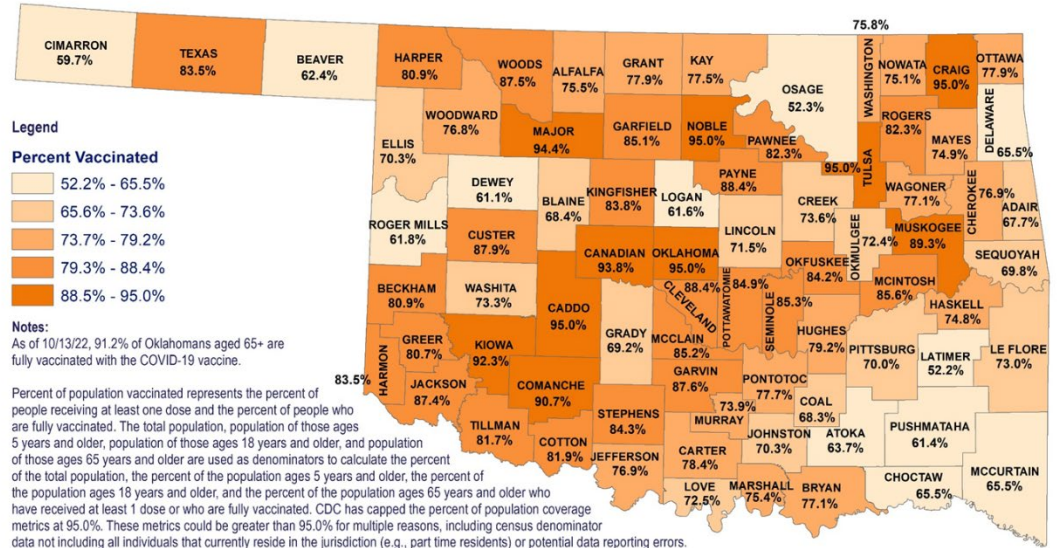 75.8%
CIMARRON
59.7%
TEXAS
83.5%
BEAVER
62.4%
HARPER
80.9%
WOODS
87.5%
ALFALFA
75.5%
GRANT
77.9%
KAY
77.5%
OSAGE
52.3%
WASHINGTON
NOWATA
75.1%
CRAIG
95.0%
OTTAWA
77.9%
DELAWARE
65.5%
WOODWARD
76.8%
MAJOR
94.4%
GARFIELD
85.1%
NOBLE
95.0%
PAWNEE
82.3%
ROGERS
82.3%
MAYES
74.9%
ELLIS
70.3%
95.0%
TULSA
DEWEY
61.1%
BLAINE
68.4%
KINGFISHER
83.8%
LOGAN
61.6%
PAYNE
88.4%
CREEK
73.6%
WAGONER
77.1%
CHEROKEE
76.9%
ADAIR
67.7%
ROGER MILLS
61.8%
CUSTER
87.9%
CANADIAN
93.8%
OKLAHOMA
95.0%
LINCOLN
71.5%
OKMULGEE
72.4%
MUSKOGEE
89.3%
SEQUOYAH
69.8%
BECKHAM
80.9%
WASHITA
73.3%
CADDO
95.0%
GRADY
69.2%
88.4%
CLEVELAND
POTTAWATOMIE
84.9%
SEMINOLE
85.3%
OKFUSKEE
84.2%
MCINTOSH
85.6%
HASKELL
74.8%
GREER
80.7%
KIOWA
92.3%
MCCLAIN
85.2%
HUGHES
79.2%
PITTSBURG
70.0%
LATIMER
52.2%
LE FLORE
73.0%
83.5%
HARMON
JACKSON
87.4%
COMANCHE
90.7%
GARVIN
87.6%
PONTOTOC
77.7%
COAL
68.3%
TILLMAN
81.7%
COTTON
81.9%
STEPHENS
84.3%
73.9%
MURRAY
JOHNSTON
70.3%
ATOKA
63.7%
PUSHMATAHA
61.4%
JEFFERSON
76.9%
CARTER
78.4%
LOVE
72.5%
MARSHALL
75.4%
BRYAN
77.1%
CHOCTAW
65.5%
MCCURTAIN
65.5%
Legend
Percent Vaccinated
52.2% - 65.5%
65.6% - 73.6%
73.7% - 79.2%
79.3% - 88.4%
88.5% - 95.0%
Notes:
As of 10/13/22, 91.2% of Oklahomans aged 65+ are
fully vaccinated with the COVID-19 vaccine.
Percent of population vaccinated represents the percent of
people receiving at least one dose and the percent of people who
are fully vaccinated. The total population, population of those ages
5 years and older, population of those ages 18 years and older, and population
of those ages 65 years and older are used as denominators to calculate the percent
of the total population, the percent of the population ages 5 years and older, the percent of
the population ages 18 years and older, and the percent of the population ages 65 years and older who
have received at least 1 dose or who are fully vaccinated. CDC has capped the percent of population coverage
metrics at 95.0%. These metrics could be greater than 95.0% for multiple reasons, including census denominator
data not including all individuals that currently reside in the jurisdiction (e.g., part time residents) or potential data reporting errors.